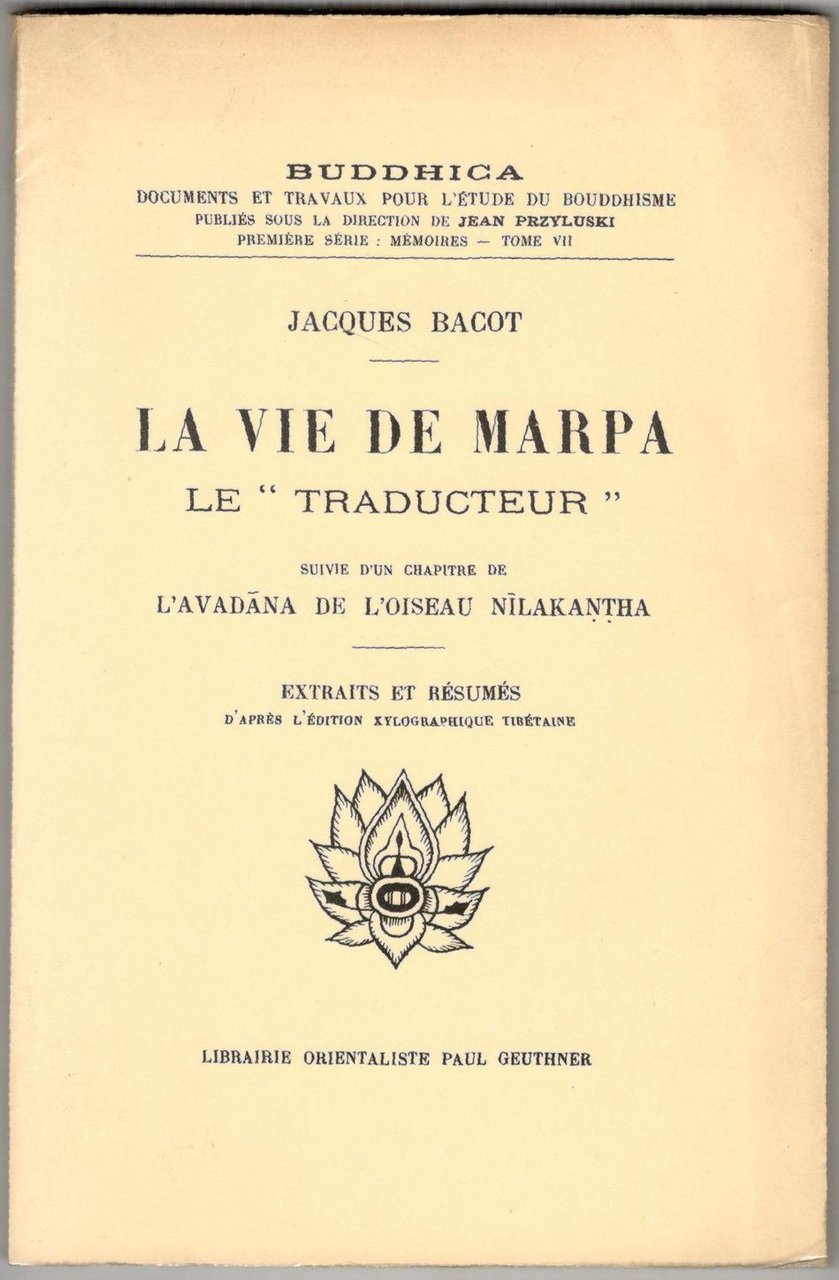 BUDDHICA
DOCUMENTS ET TRAVAUX POUR L'ÉTUDE DU BOUDDHISME
PUBLIÉS SOUS LA DIRECTION DE JEAN PRZYLUSKI
PREMIÈRE SÉRIE : MÉMOIRES — TOME VII
JACQUES BACOT
LA VIE DE MARPA
LE “ TRADUCTEUR ”
SUIVIE D'UN CHAPITRE DE
L'AVADĀNA DE L'OISEAU NĪLAKAṆṬHA
EXTRAITS ET RÉSUMÉS
D'APRÈS L'ÉDITION XYLOGRAPHIQUE TIBÉTAINE
LIBRAIRIE ORIENTALISTE PAUL GEUTHNER